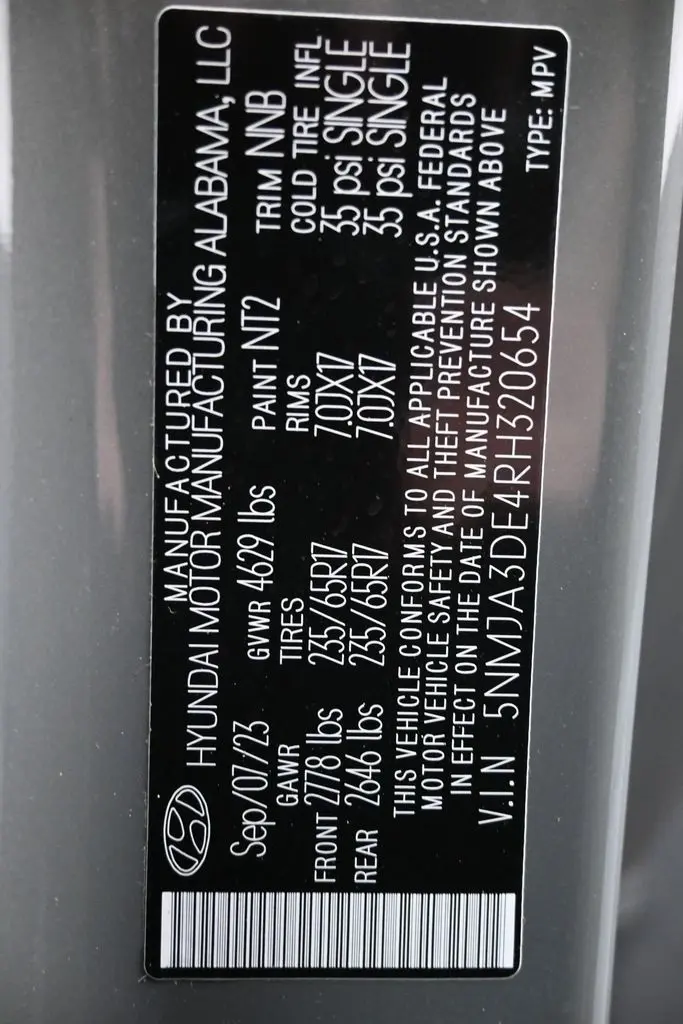 MANUFACTURED BY
HYUNDAI MOTOR MANUFACTURING ALABAMA, LLC
Sep/07/23 GVWR 4629 lbs PAINT NT2 TRIM NNB
GAWR TIRES RIMS COLD TIRE INFL
FRONT 2778 lbs 235/65R17 7.0JX17 35 psi SINGLE
REAR 2646 lbs 235/65R17 7.0JX17 35 psi SINGLE
THIS VEHICLE CONFORMS TO ALL APPLICABLE U.S.A. FEDERAL
MOTOR VEHICLE SAFETY AND THEFT PREVENTION STANDARDS
IN EFFECT ON THE DATE OF MANUFACTURE SHOWN ABOVE
V.I.N 5NMJA3DE4RH320654
TYPE: MPV